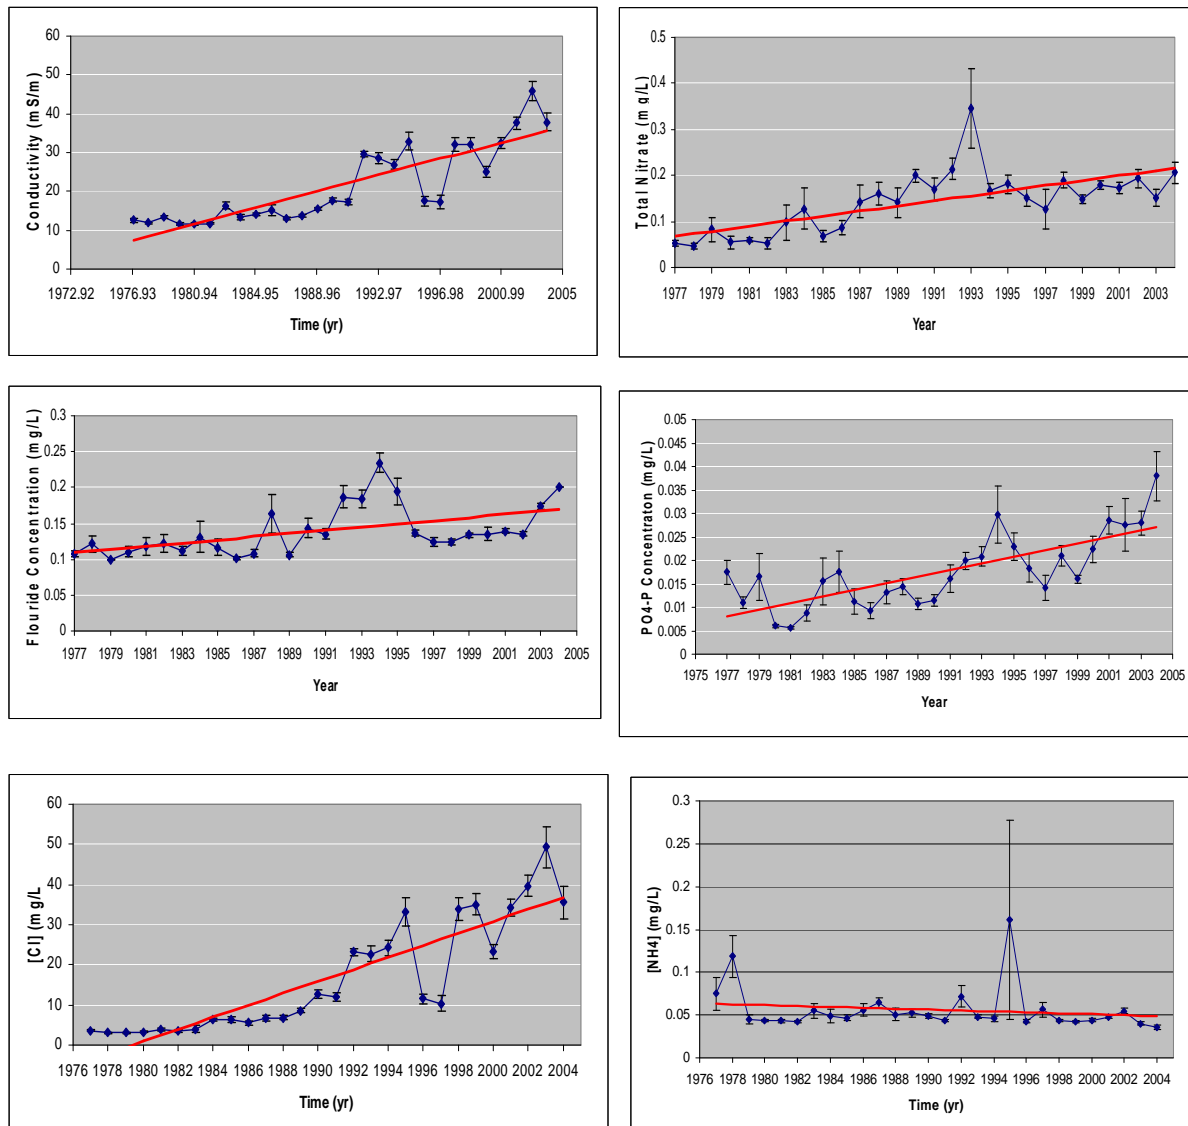 Conductivity (mS/m)
60
50
40
30
20
10
0
1972.92 1976.93 1980.94 1984.95 1988.96 1992.97 1996.98 2000.99 2005
Time (yr)
Total Nitrate (mg/L)
0.5
0.4
0.3
0.2
0.1
0
1977 1979 1981 1983 1985 1987 1989 1991 1993 1995 1997 1999 2001 2003
Year
Flouride Concentration (mg/L)
0.3
0.25
0.2
0.15
0.1
0.05
0
1977 1979 1981 1983 1985 1987 1989 1991 1993 1995 1997 1999 2001 2003 2005
Year
PO4-P Concentraton (mg/L)
0.05
0.045
0.04
0.035
0.03
0.025
0.02
0.015
0.01
0.005
0
1975 1977 1979 1981 1983 1985 1987 1989 1991 1993 1995 1997 1999 2001 2003 2005
Year
[Cl] (mg/L
60
50
40
30
20
10
0
1976 1978 1980 1982 1984 1986 1988 1990 1992 1994 1996 1998 2000 2002 2004
Time (yr)
[NH4] (mg/L)
0.3
0.25
0.2
0.15
0.1
0.05
0
1976 1978 1980 1982 1984 1986 1988 1990 1992 1994 1996 1998 2000 2002 2004
Time (yr)